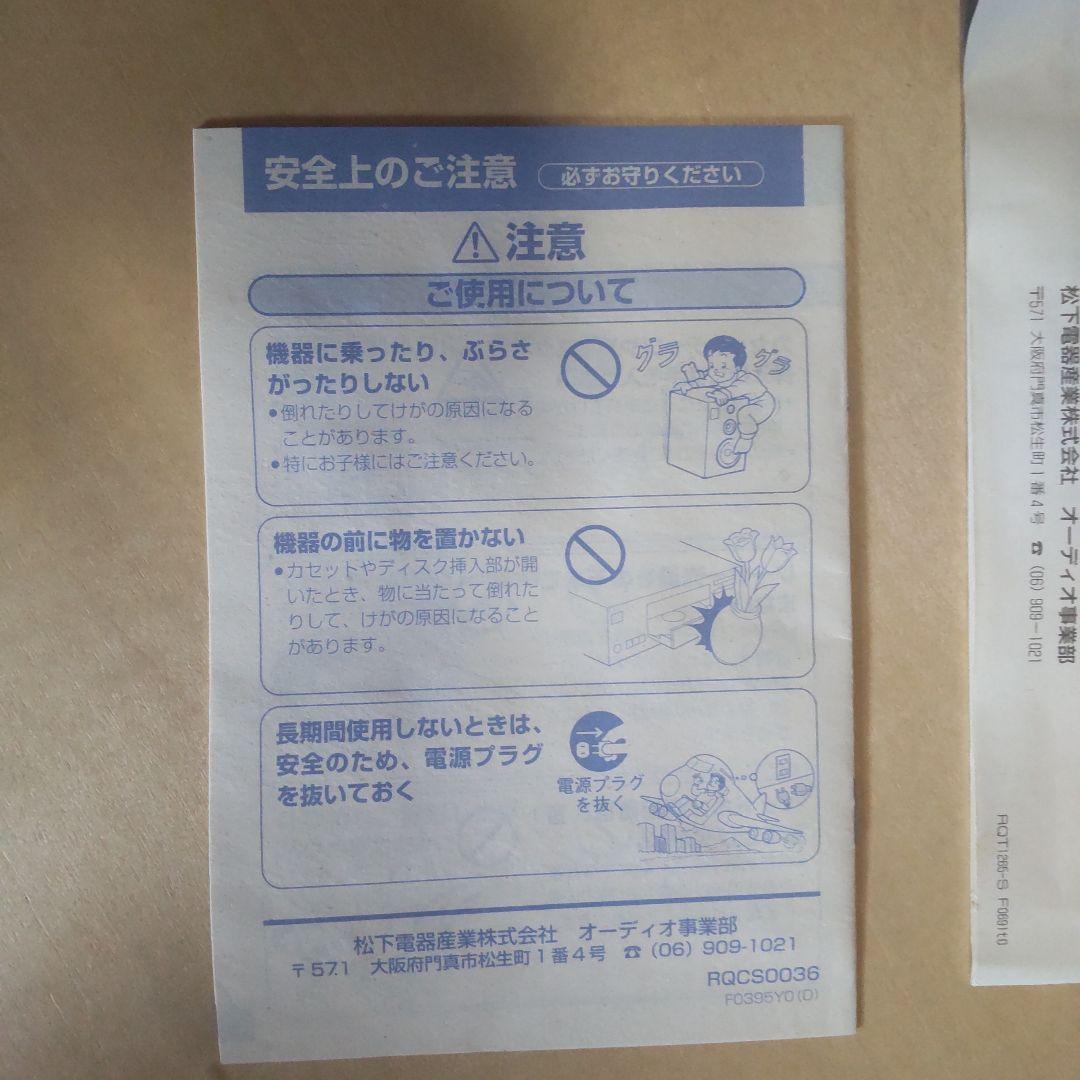 安全上のご注意 必ずお守りください
注意
ご使用について
機器に乗ったり、ぶらさ
がったりしない
●倒れたりしてけがの原因になる
ことがあります。
●特にお子様にはご注意ください。
グラ グラ
機器の前に物を置かない
●カセットやディスク挿入部が開
いたとき、物に当たって倒れた
りして、けがの原因になること
があります。
長期間使用しないときは、
安全のため、電源プラグ
を抜いておく
電源プラグ
を抜く
松下電器産業株式会社 オーディオ事業部
〒571 大阪府門真市松生町1番4号 ☎(06)909-1021
RQCS0036
F0395Y0(D)
松下電器産業株式会社 オーディオ事業部
〒571 大阪府門真市松生町1番4号 ☎(06)909-1021
RQT1265-S F0691t0